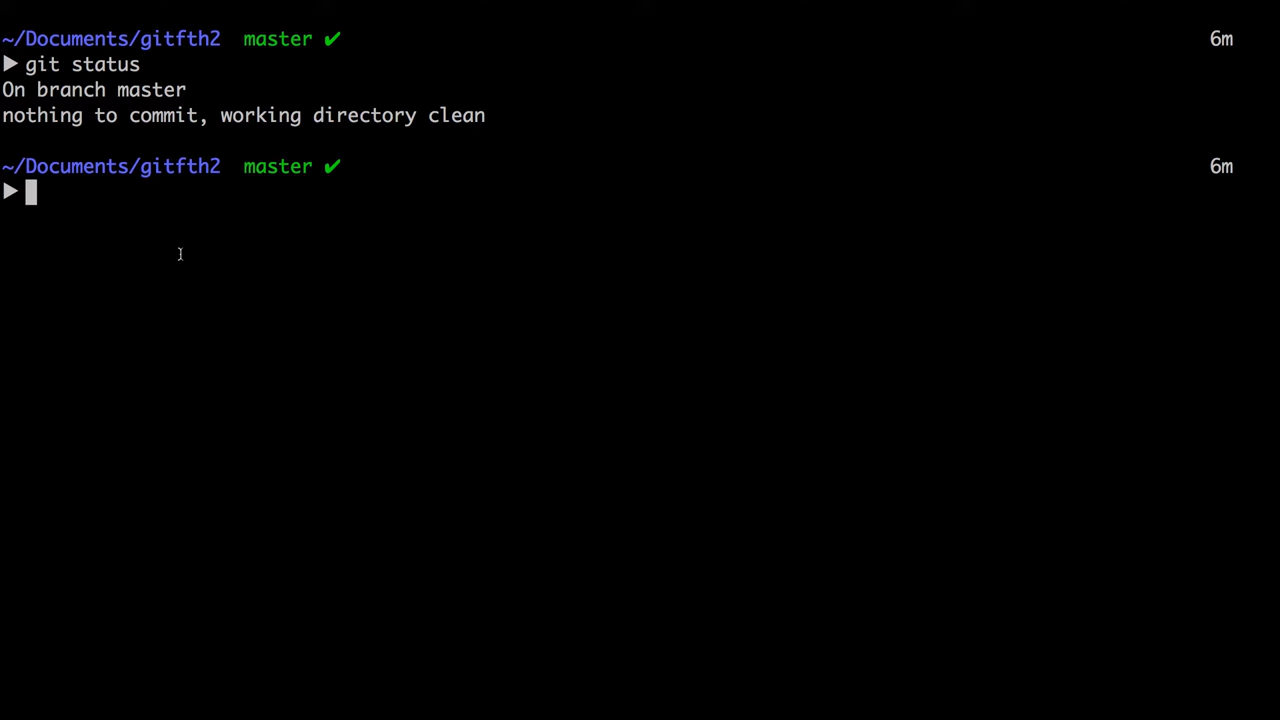 ~/Documents/gitfth2 master ✔ 6m
▶ git status
On branch master
nothing to commit, working directory clean
~/Documents/gitfth2 master ✔ 6m
▶